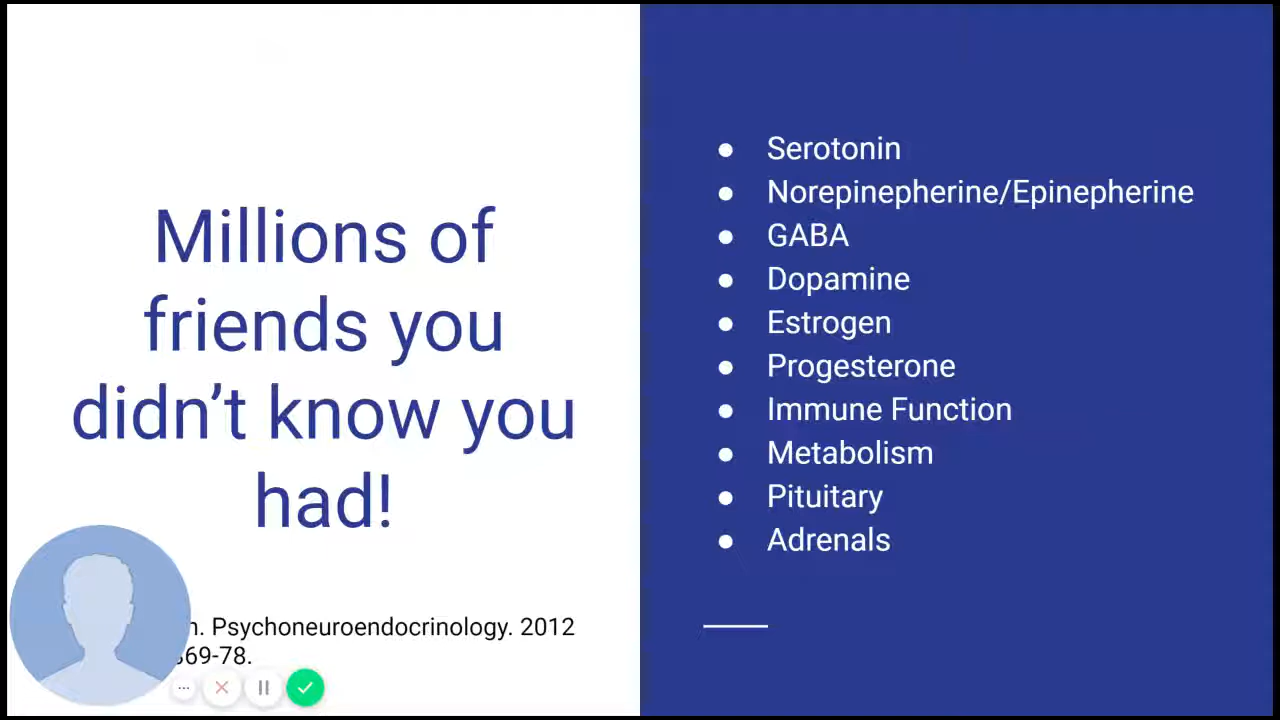 Millions of
friends you
didn't know you
had!
Psychoneuroendocrinology. 2012
69-78.
● Serotonin
● Norepinepherine/Epinepherine
● GABA
● Dopamine
● Estrogen
● Progesterone
● Immune Function
● Metabolism
● Pituitary
● Adrenals